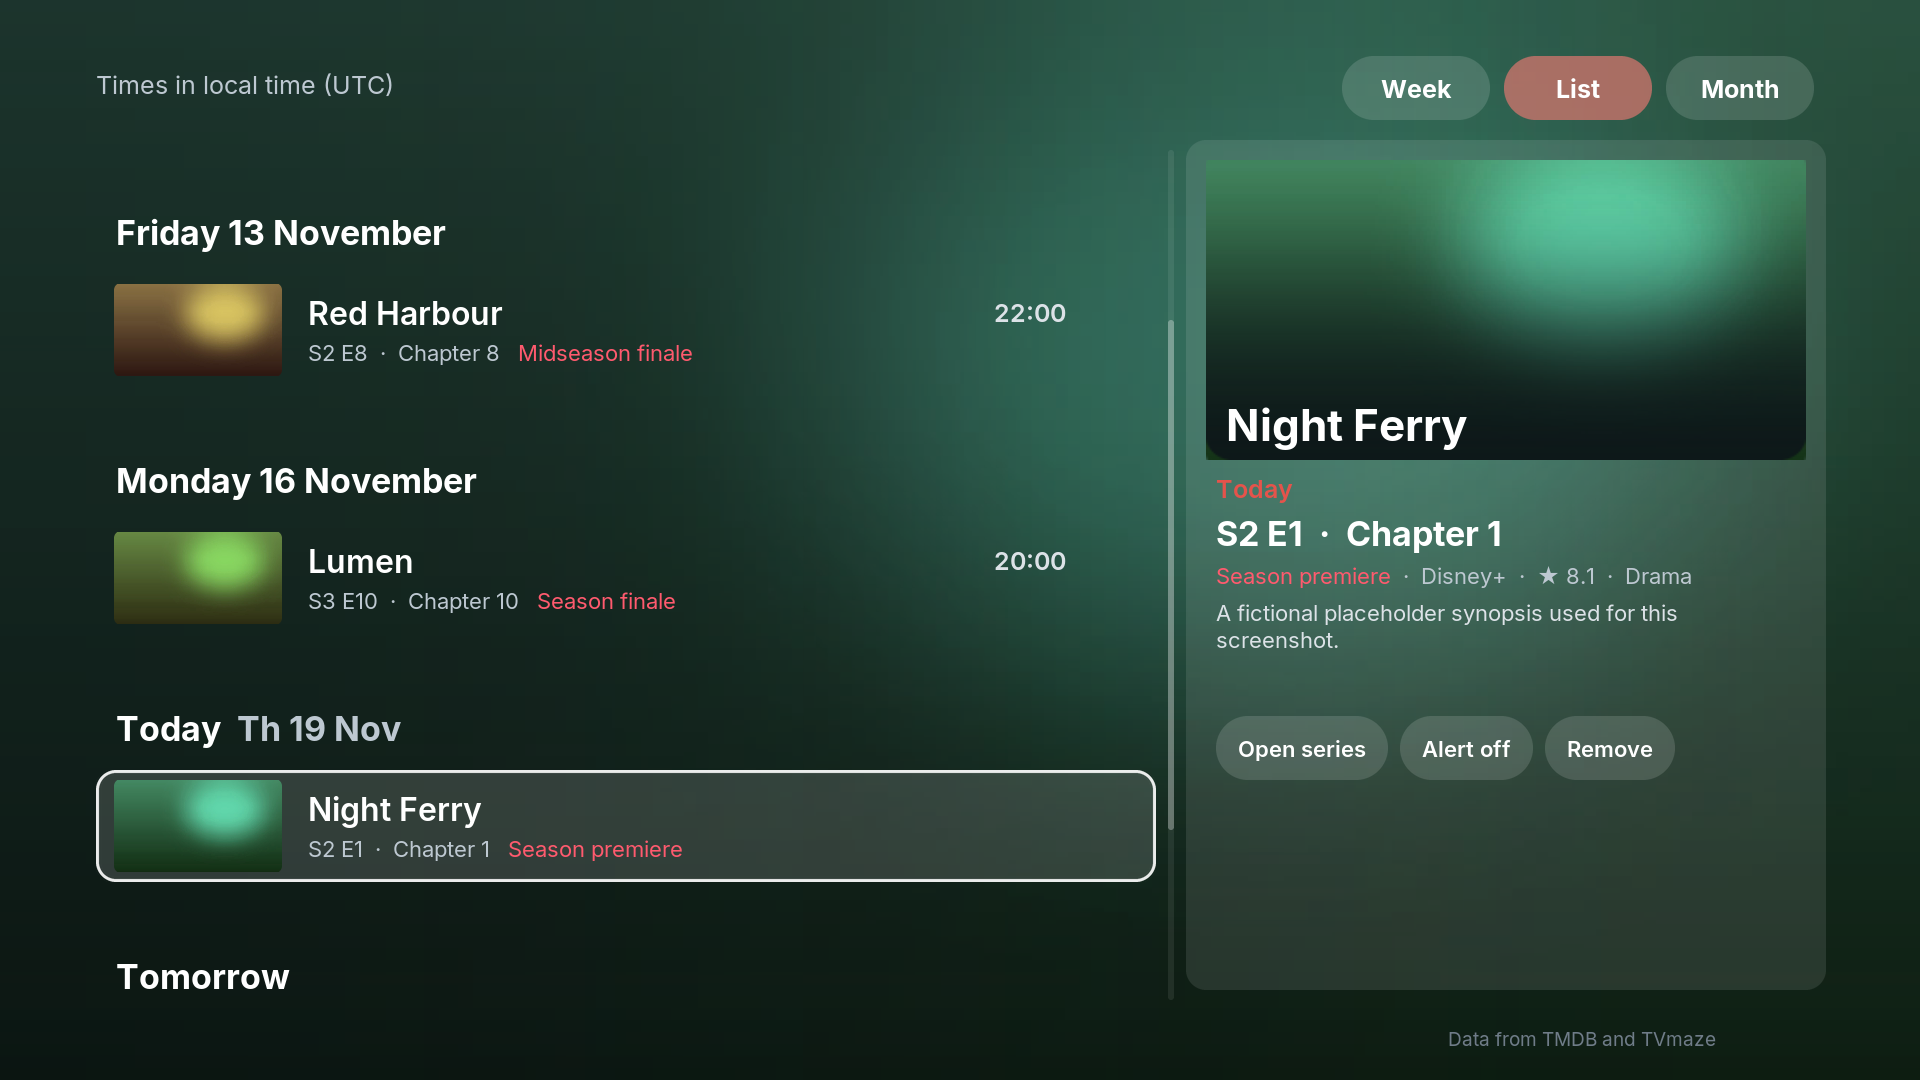 Times in local time (UTC)
Week
List
Month
Friday 13 November
Red Harbour
22:00
S2 E8 · Chapter 8 Midseason finale
Monday 16 November
Lumen
20:00
S3 E10 · Chapter 10 Season finale
Today Th 19 Nov
Night Ferry
S2 E1 · Chapter 1 Season premiere
Tomorrow
Night Ferry
Today
S2 E1 · Chapter 1
Season premiere · Disney+ · ★ 8.1 · Drama
A fictional placeholder synopsis used for this
screenshot.
Open series
Alert off
Remove
Data from TMDB and TVmaze